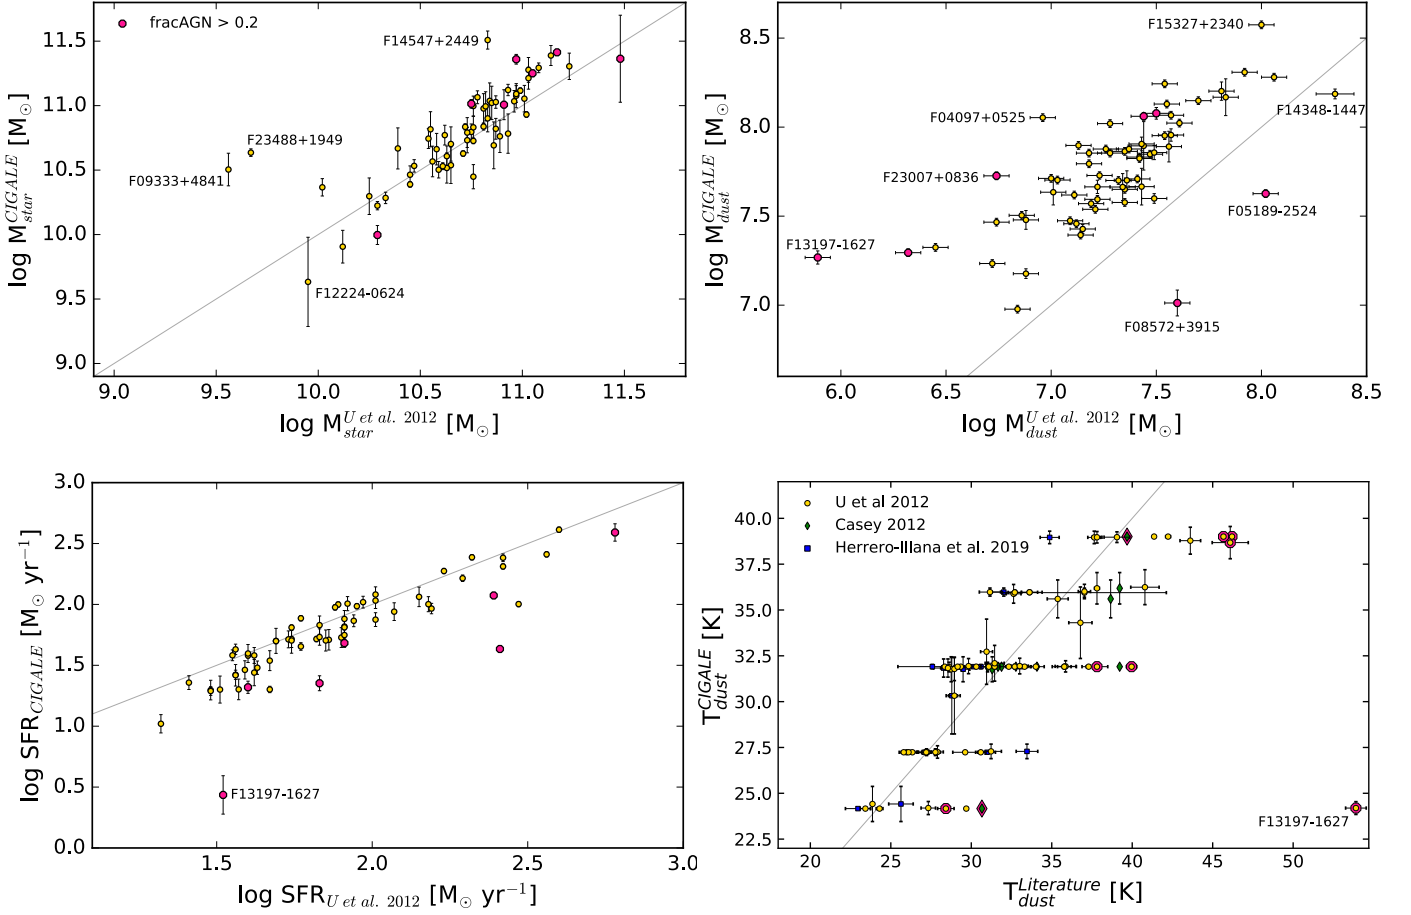 fracAGN > 0.2
F14547+2449
F23488+1949
F09333+4841
F12224-0624
11.5
11.0
10.5
10.0
9.5
9.0
9.0 9.5 10.0 10.5 11.0 11.5
log M_star^CIGALE [M_⊙]
log M_star^U et al. 2012 [M_⊙]
F15327+2340
F04097+0525
F14348-1447
F23007+0836
F05189-2524
F13197-1627
F08572+3915
8.5
8.0
7.5
7.0
6.0 6.5 7.0 7.5 8.0 8.5
log M_dust^CIGALE [M_⊙]
log M_dust^U et al. 2012 [M_⊙]
3.0
2.5
2.0
1.5
1.0
0.5
0.0
F13197-1627
1.5 2.0 2.5 3.0
log SFR_CIGALE [M_⊙ yr^−1]
log SFR_U et al. 2012 [M_⊙ yr^−1]
U et al 2012
Casey 2012
Herrero-Illana et al. 2019
40.0
37.5
35.0
32.5
30.0
27.5
25.0
22.5
F13197-1627
20 25 30 35 40 45 50
T_dust^CIGALE [K]
T_dust^Literature [K]